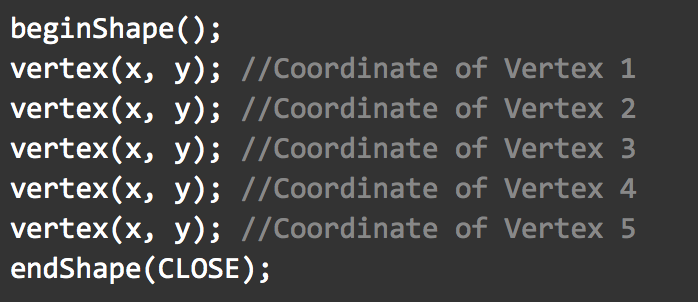 beginShape();
vertex(x, y); //Coordinate of Vertex 1
vertex(x, y); //Coordinate of Vertex 2
vertex(x, y); //Coordinate of Vertex 3
vertex(x, y); //Coordinate of Vertex 4
vertex(x, y); //Coordinate of Vertex 5
endShape(CLOSE);